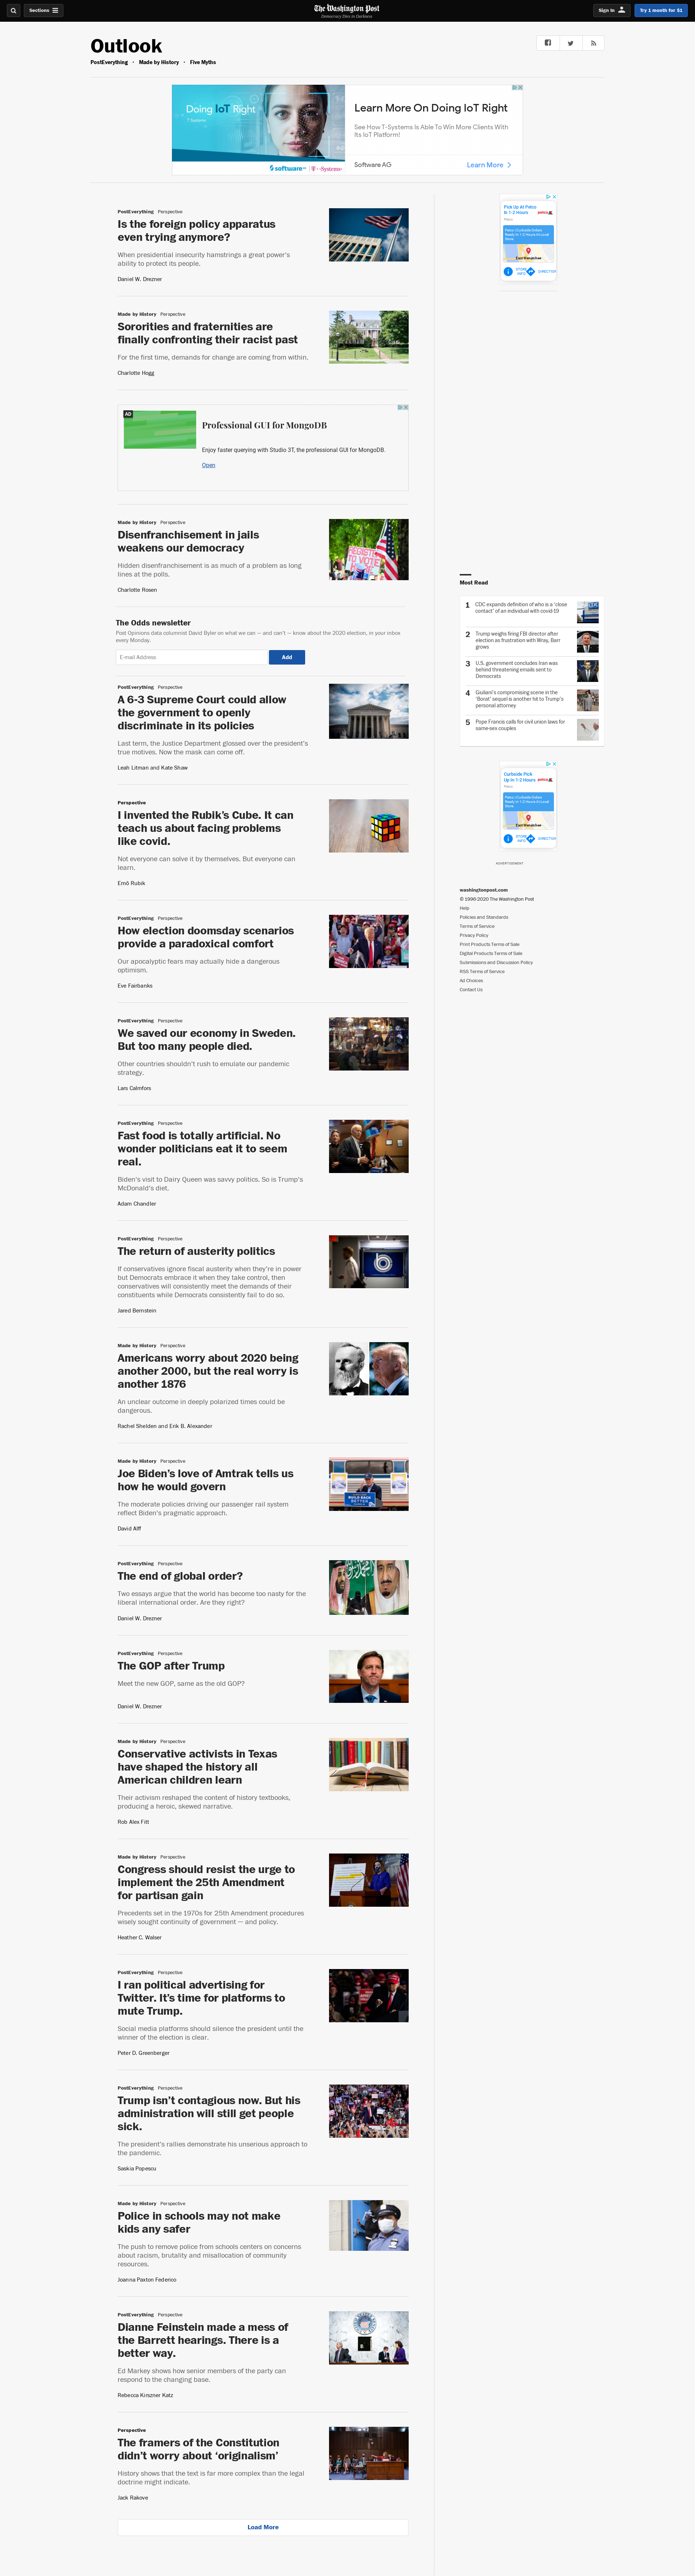 Sections
The Washington Post
Democracy Dies in Darkness
Sign In
Try 1 month for $1
Outlook
PostEverything • Made by History • Five Myths
Doing IoT Right
T Systems
software AG
T··Systems·
Learn More On Doing IoT Right
See How T-Systems Is Able To Win More Clients With
Its IoT Platform!
Software AG
Learn More
PostEverything Perspective
Is the foreign policy apparatus
even trying anymore?
When presidential insecurity hamstrings a great power's
ability to protect its people.
Daniel W. Drezner
Made by History Perspective
Sororities and fraternities are
finally confronting their racist past
For the first time, demands for change are coming from within.
Charlotte Hogg
AD
Professional GUI for MongoDB
Enjoy faster querying with Studio 3T, the professional GUI for MongoDB.
Open
Made by History Perspective
Disenfranchisement in jails
weakens our democracy
Hidden disenfranchisement is as much of a problem as long
lines at the polls.
Charlotte Rosen
The Odds newsletter
Post Opinions data columnist David Byler on what we can — and can't — know about the 2020 election, in your inbox
every Monday.
E-mail Address
Add
PostEverything Perspective
A 6-3 Supreme Court could allow
the government to openly
discriminate in its policies
Last term, the Justice Department glossed over the president's
true motives. Now the mask can come off.
Leah Litman and Kate Shaw
Perspective
I invented the Rubik's Cube. It can
teach us about facing problems
like covid.
Not everyone can solve it by themselves. But everyone can
learn.
Ernő Rubik
PostEverything Perspective
How election doomsday scenarios
provide a paradoxical comfort
Our apocalyptic fears may actually hide a dangerous
optimism.
Eve Fairbanks
PostEverything Perspective
We saved our economy in Sweden.
But too many people died.
Other countries shouldn't rush to emulate our pandemic
strategy.
Lars Calmfors
PostEverything Perspective
Fast food is totally artificial. No
wonder politicians eat it to seem
real.
Biden's visit to Dairy Queen was savvy politics. So is Trump's
McDonald's diet.
Adam Chandler
PostEverything Perspective
The return of austerity politics
If conservatives ignore fiscal austerity when they're in power
but Democrats embrace it when they take control, then
conservatives will consistently meet the demands of their
constituents while Democrats consistently fail to do so.
Jared Bernstein
Made by History Perspective
Americans worry about 2020 being
another 2000, but the real worry is
another 1876
An unclear outcome in deeply polarized times could be
dangerous.
Rachel Shelden and Erik B. Alexander
Made by History Perspective
Joe Biden's love of Amtrak tells us
how he would govern
The moderate policies driving our passenger rail system
reflect Biden's pragmatic approach.
David Alff
PostEverything Perspective
The end of global order?
Two essays argue that the world has become too nasty for the
liberal international order. Are they right?
Daniel W. Drezner
PostEverything Perspective
The GOP after Trump
Meet the new GOP, same as the old GOP?
Daniel W. Drezner
Made by History Perspective
Conservative activists in Texas
have shaped the history all
American children learn
Their activism reshaped the content of history textbooks,
producing a heroic, skewed narrative.
Rob Alex Fitt
Made by History Perspective
Congress should resist the urge to
implement the 25th Amendment
for partisan gain
Precedents set in the 1970s for 25th Amendment procedures
wisely sought continuity of government — and policy.
Heather C. Walser
PostEverything Perspective
I ran political advertising for
Twitter. It's time for platforms to
mute Trump.
Social media platforms should silence the president until the
winner of the election is clear.
Peter D. Greenberger
PostEverything Perspective
Trump isn't contagious now. But his
administration will still get people
sick.
The president's rallies demonstrate his unserious approach to
the pandemic.
Saskia Popescu
Made by History Perspective
Police in schools may not make
kids any safer
The push to remove police from schools centers on concerns
about racism, brutality and misallocation of community
resources.
Joanna Paxton Federico
PostEverything Perspective
Dianne Feinstein made a mess of
the Barrett hearings. There is a
better way.
Ed Markey shows how senior members of the party can
respond to the changing base.
Rebecca Kirszner Katz
Perspective
The framers of the Constitution
didn't worry about 'originalism'
History shows that the text is far more complex than the legal
doctrine might indicate.
Jack Rakove
Load More
Pick Up At Petco
In 1-2 Hours
petco
Petco
Petco: Curbside Orders
Ready In 1-2 Hours At Local
Store
East Wenatchee
STORE INFO
DIRECTION
Most Read
1 CDC expands definition of who is a 'close
contact' of an individual with covid-19
2 Trump weighs firing FBI director after
election as frustration with Wray, Barr
grows
3 U.S. government concludes Iran was
behind threatening emails sent to
Democrats
4 Giuliani's compromising scene in the
'Borat' sequel is another hit to Trump's
personal attorney
5 Pope Francis calls for civil union laws for
same-sex couples
Curbside Pick
Up In 1-2 Hours
petco
Petco
Petco: Curbside Orders
Ready In 1-2 Hours At Local
Store
East Wenatchee
STORE INFO
DIRECTION
ADVERTISEMENT
washingtonpost.com
© 1996-2020 The Washington Post
Help
Policies and Standards
Terms of Service
Privacy Policy
Print Products Terms of Sale
Digital Products Terms of Sale
Submissions and Discussion Policy
RSS Terms of Service
Ad Choices
Contact Us